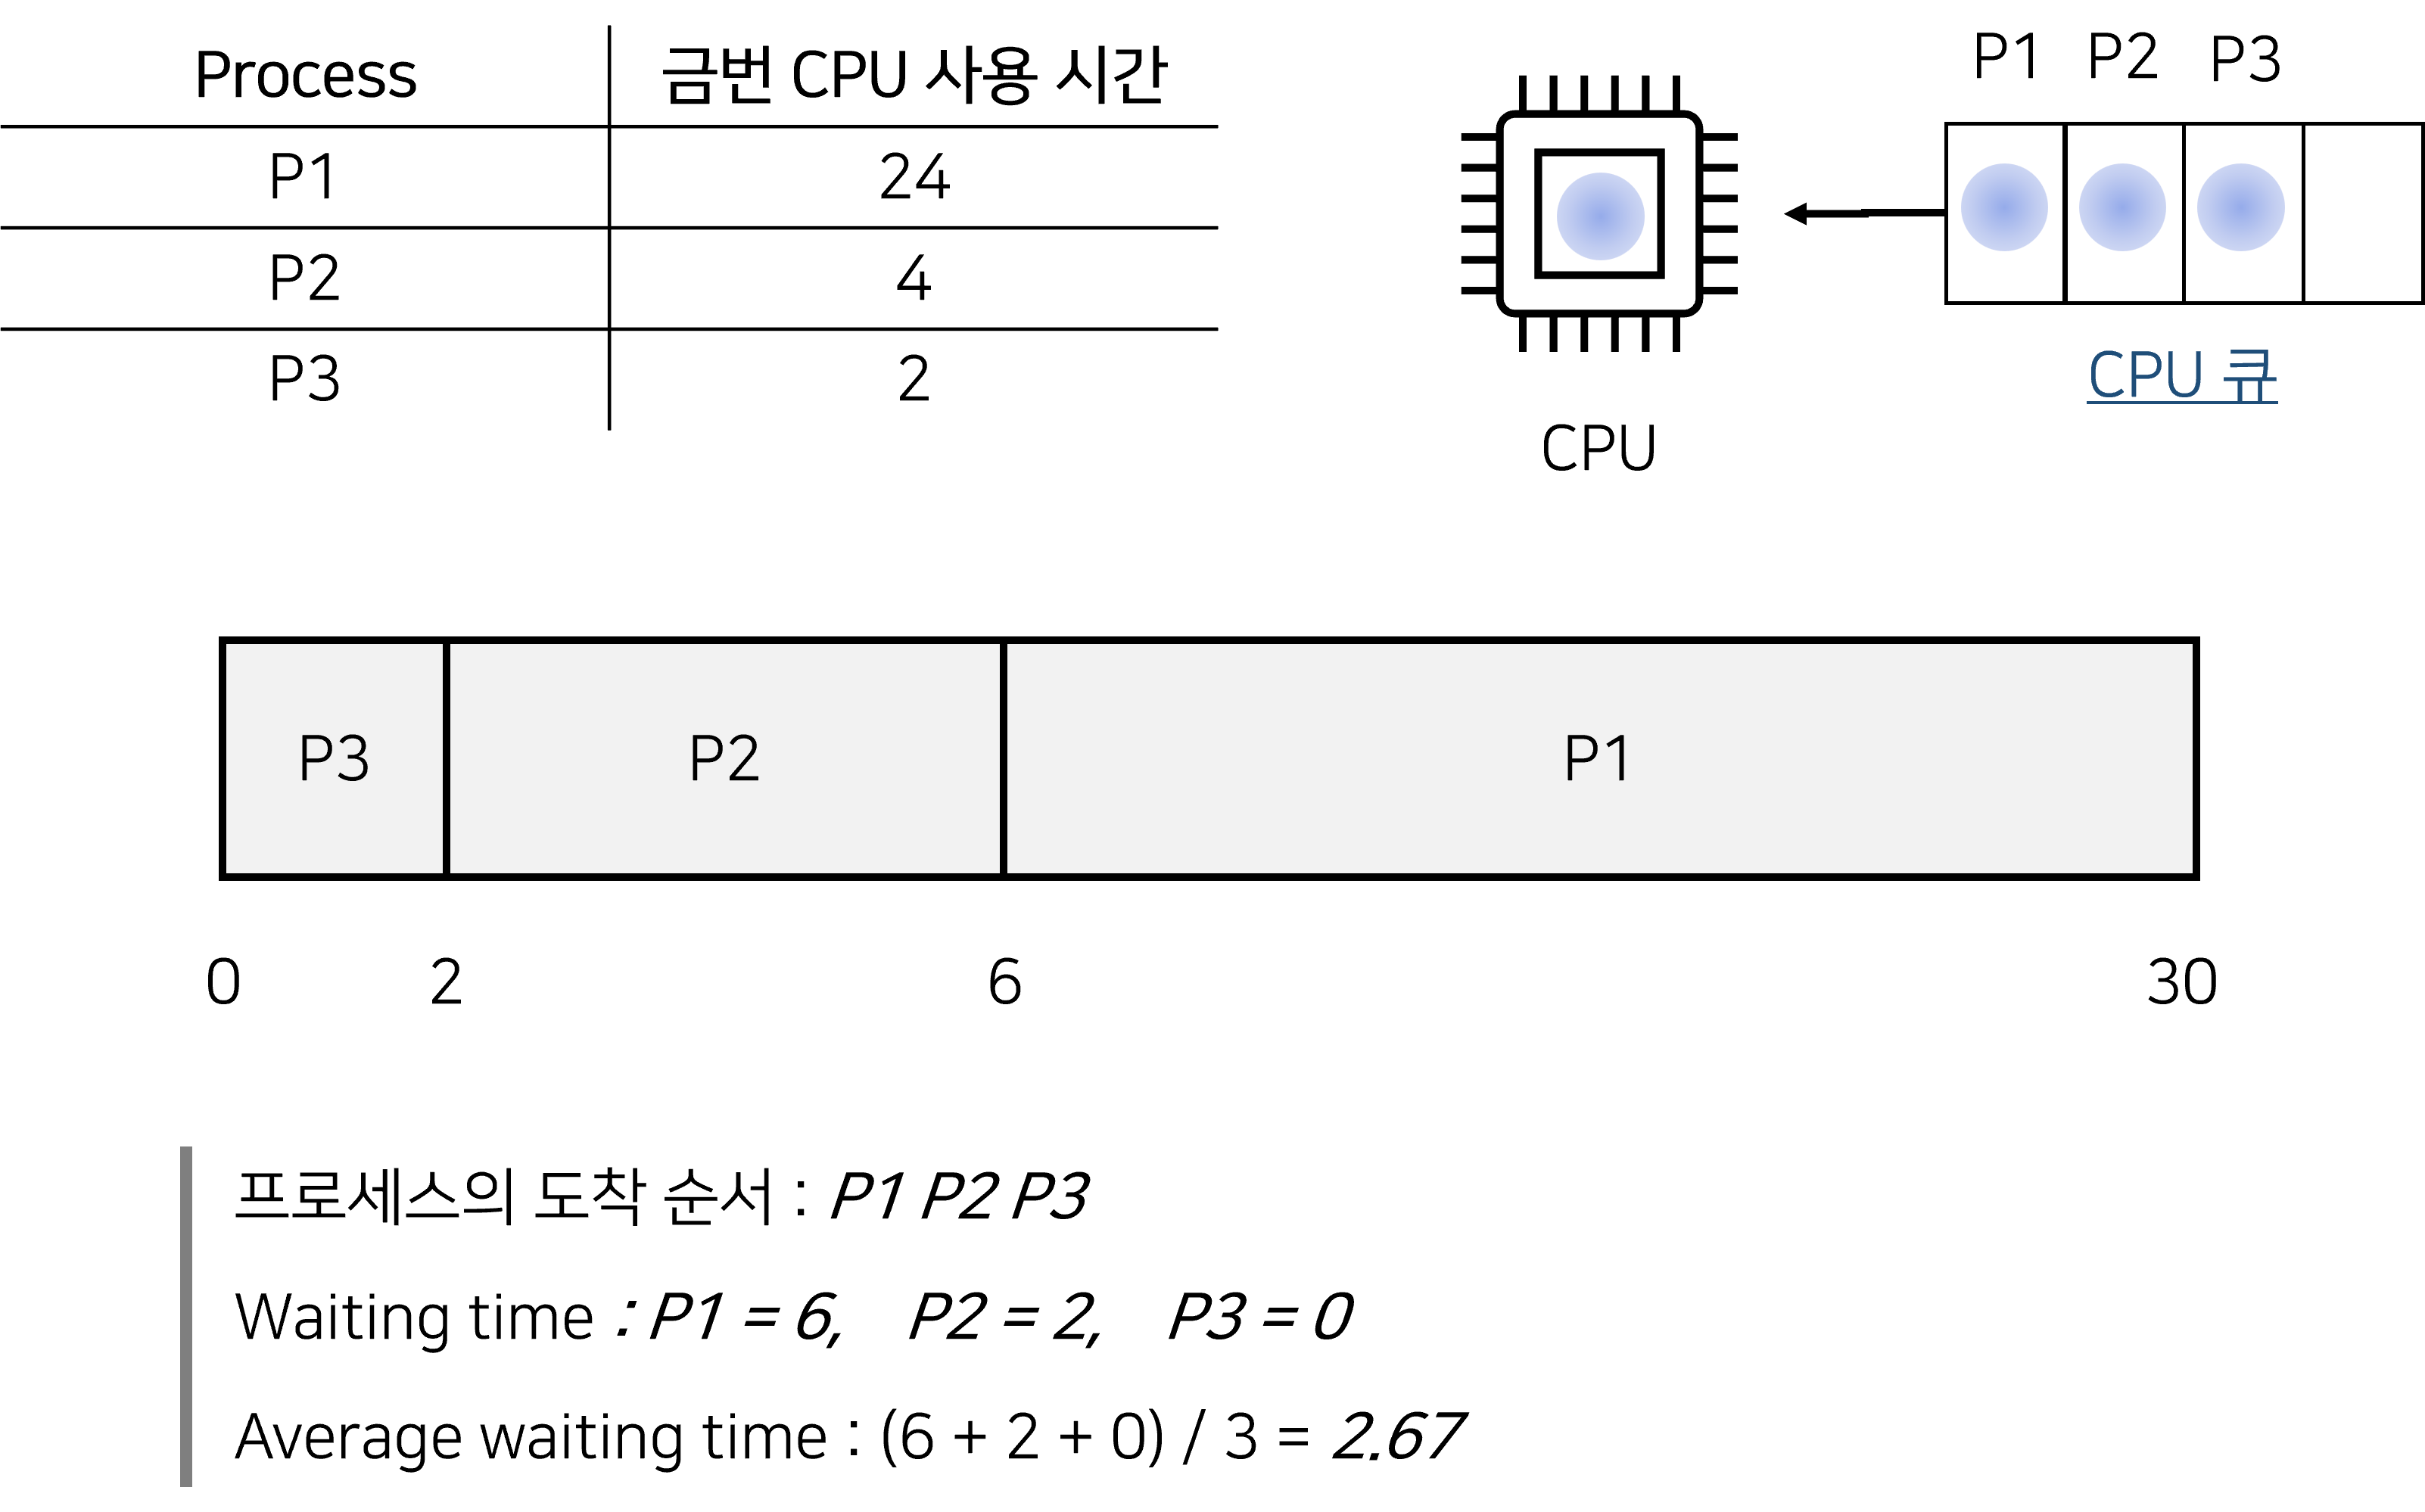 Process 금번 CPU 사용 시간
P1 24
P2 4
P3 2
P1 P2 P3
CPU 큐
CPU
P3 P2 P1
0 2 6 30
프로세스의 도착 순서 : P1 P2 P3
Waiting time : P1 = 6, P2 = 2, P3 = 0
Average waiting time : (6 + 2 + 0) / 3 = 2.67